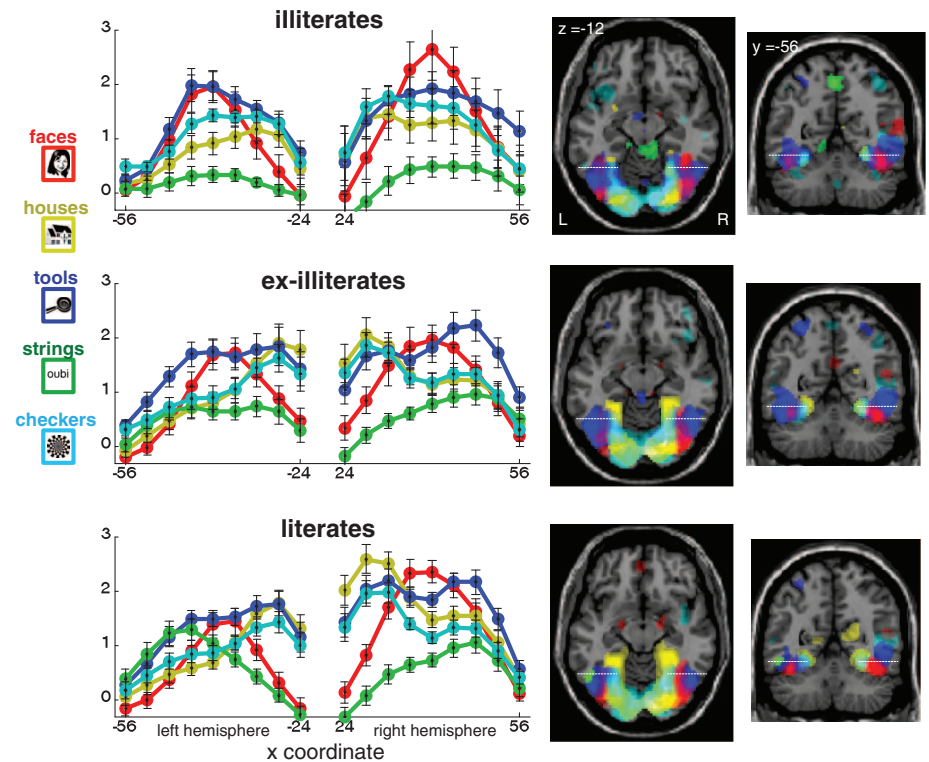 illiterates
z =-12
y =-56
3
2
1
0
-56
-24
24
56
L
R
faces
houses
tools
strings
oubi
checkers
ex-illiterates
3
2
1
0
-56
-24
24
56
literates
3
2
1
0
-56
left hemisphere
-24
24
right hemisphere
56
x coordinate